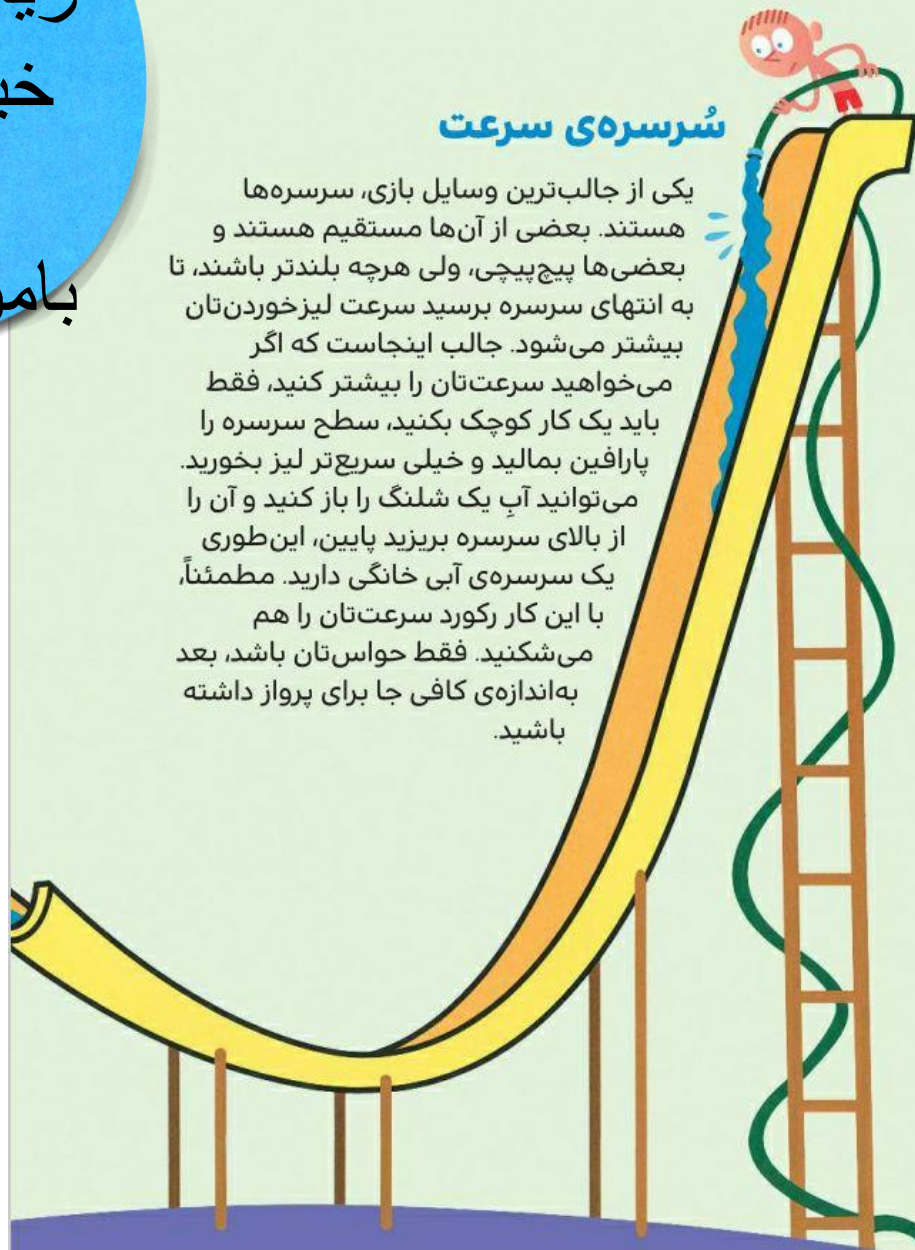 سُرسره‌ی سرعت
یکی از جالب‌ترین وسایل بازی، سرسره‌ها
هستند. بعضی از آن‌ها مستقیم هستند و
بعضی‌ها پیچ‌پیچی، ولی هرچه بلندتر باشند، تا
به انتهای سرسره برسید سرعت لیزخوردن‌تان
بیشتر می‌شود. جالب اینجاست که اگر
می‌خواهید سرعت‌تان را بیشتر کنید، فقط
باید یک کار کوچک بکنید، سطح سرسره را
پارافین بمالید و خیلی سریع‌تر لیز بخورید.
می‌توانید آبِ یک شلنگ را باز کنید و آن را
از بالای سرسره بریزید پایین، این‌طوری
یک سرسره‌ی آبی خانگی دارید. مطمئناً،
با این کار رکورد سرعت‌تان را هم
می‌شکنید. فقط حواس‌تان باشد، بعد
به‌اندازه‌ی کافی جا برای پرواز داشته
باشید.